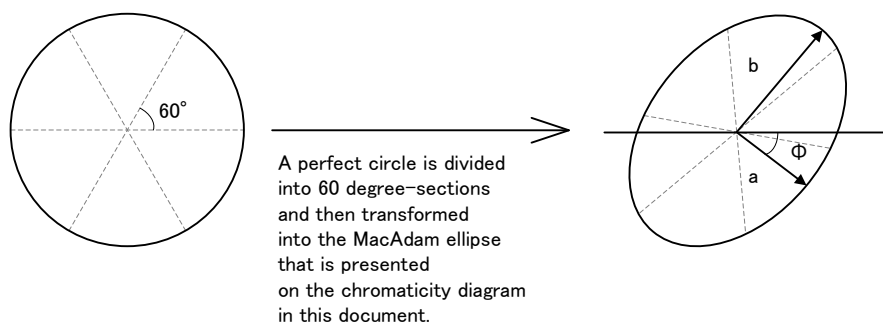 60°
A perfect circle is divided
into 60 degree-sections
and then transformed
into the MacAdam ellipse
that is presented
on the chromaticity diagram
in this document.
b
Φ
a